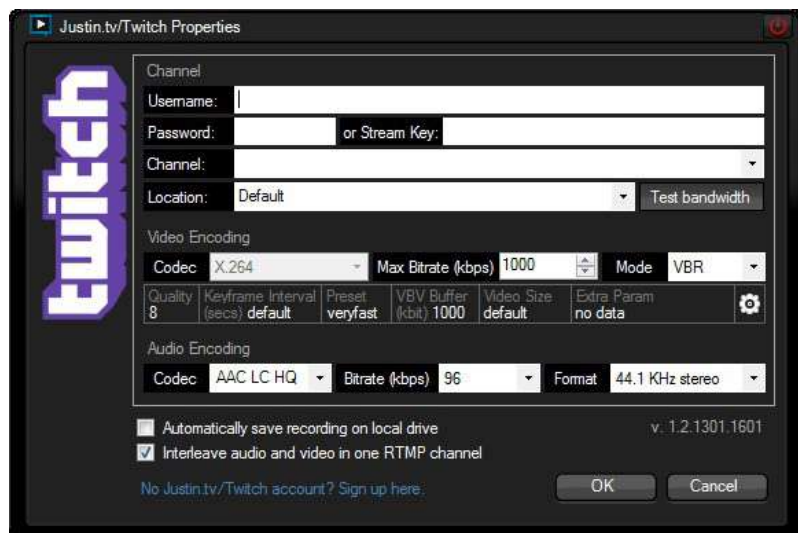 Justin.tv/Twitch Properties
twitch
Channel
Username:
Password: or Stream Key:
Channel:
Location: Default Test bandwidth
Video Encoding
Codec X.264 Max Bitrate (kbps) 1000 Mode VBR
Quality Keyframe Interval Preset VBV Buffer Video Size Extra Param
8 (secs) default veryfast (kbit) 1000 default no data
Audio Encoding
Codec AAC LC HQ Bitrate (kbps) 96 Format 44.1 KHz stereo
Automatically save recording on local drive v. 1.2.1301.1601
Interleave audio and video in one RTMP channel
No Justin.tv/Twitch account? Sign up here. OK Cancel